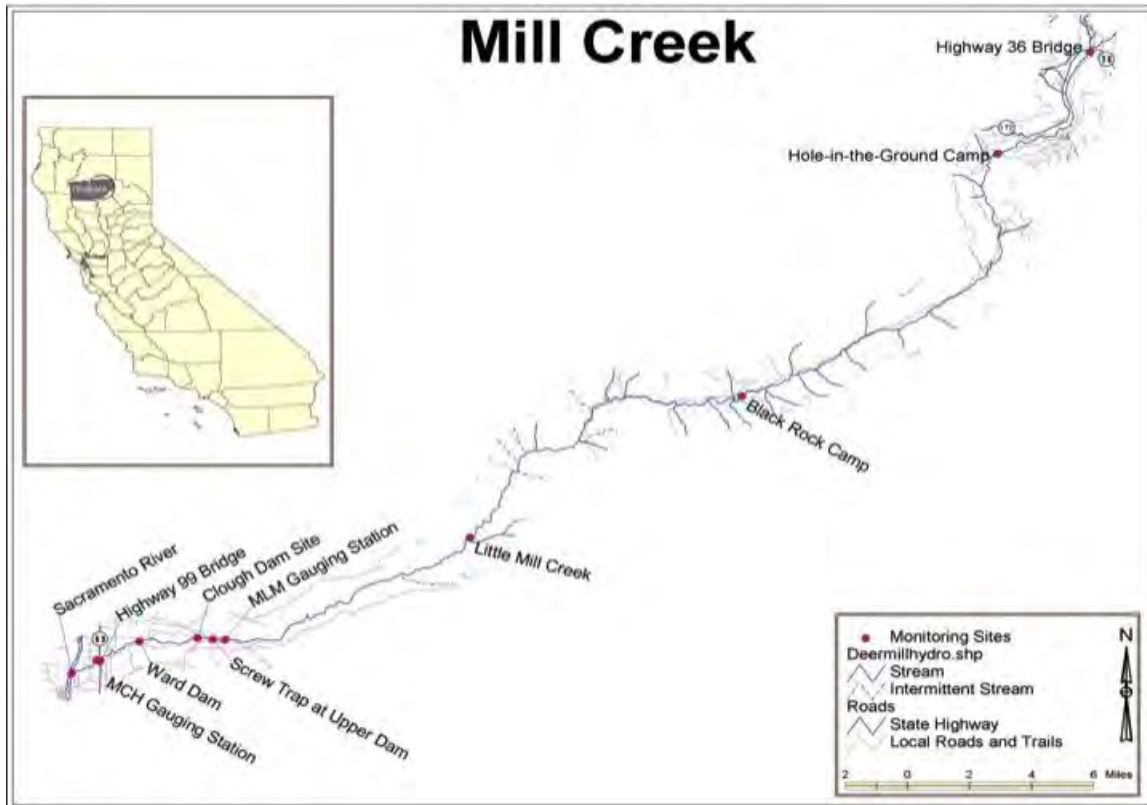 Mill Creek
Highway 36 Bridge
36
172
Hole-in-the-Ground Camp
Black Rock Camp
Little Mill Creek
MLM Gauging Station
Clough Dam Site
Highway 99 Bridge
Sacramento River
99
Screw Trap at Upper Dam
Ward Dam
MCH Gauging Station
Monitoring Sites
N
Deermillhydro.shp
Stream
Intermittent Stream
Roads
State Highway
Local Roads and Trails
2 0 2 4 6 Miles